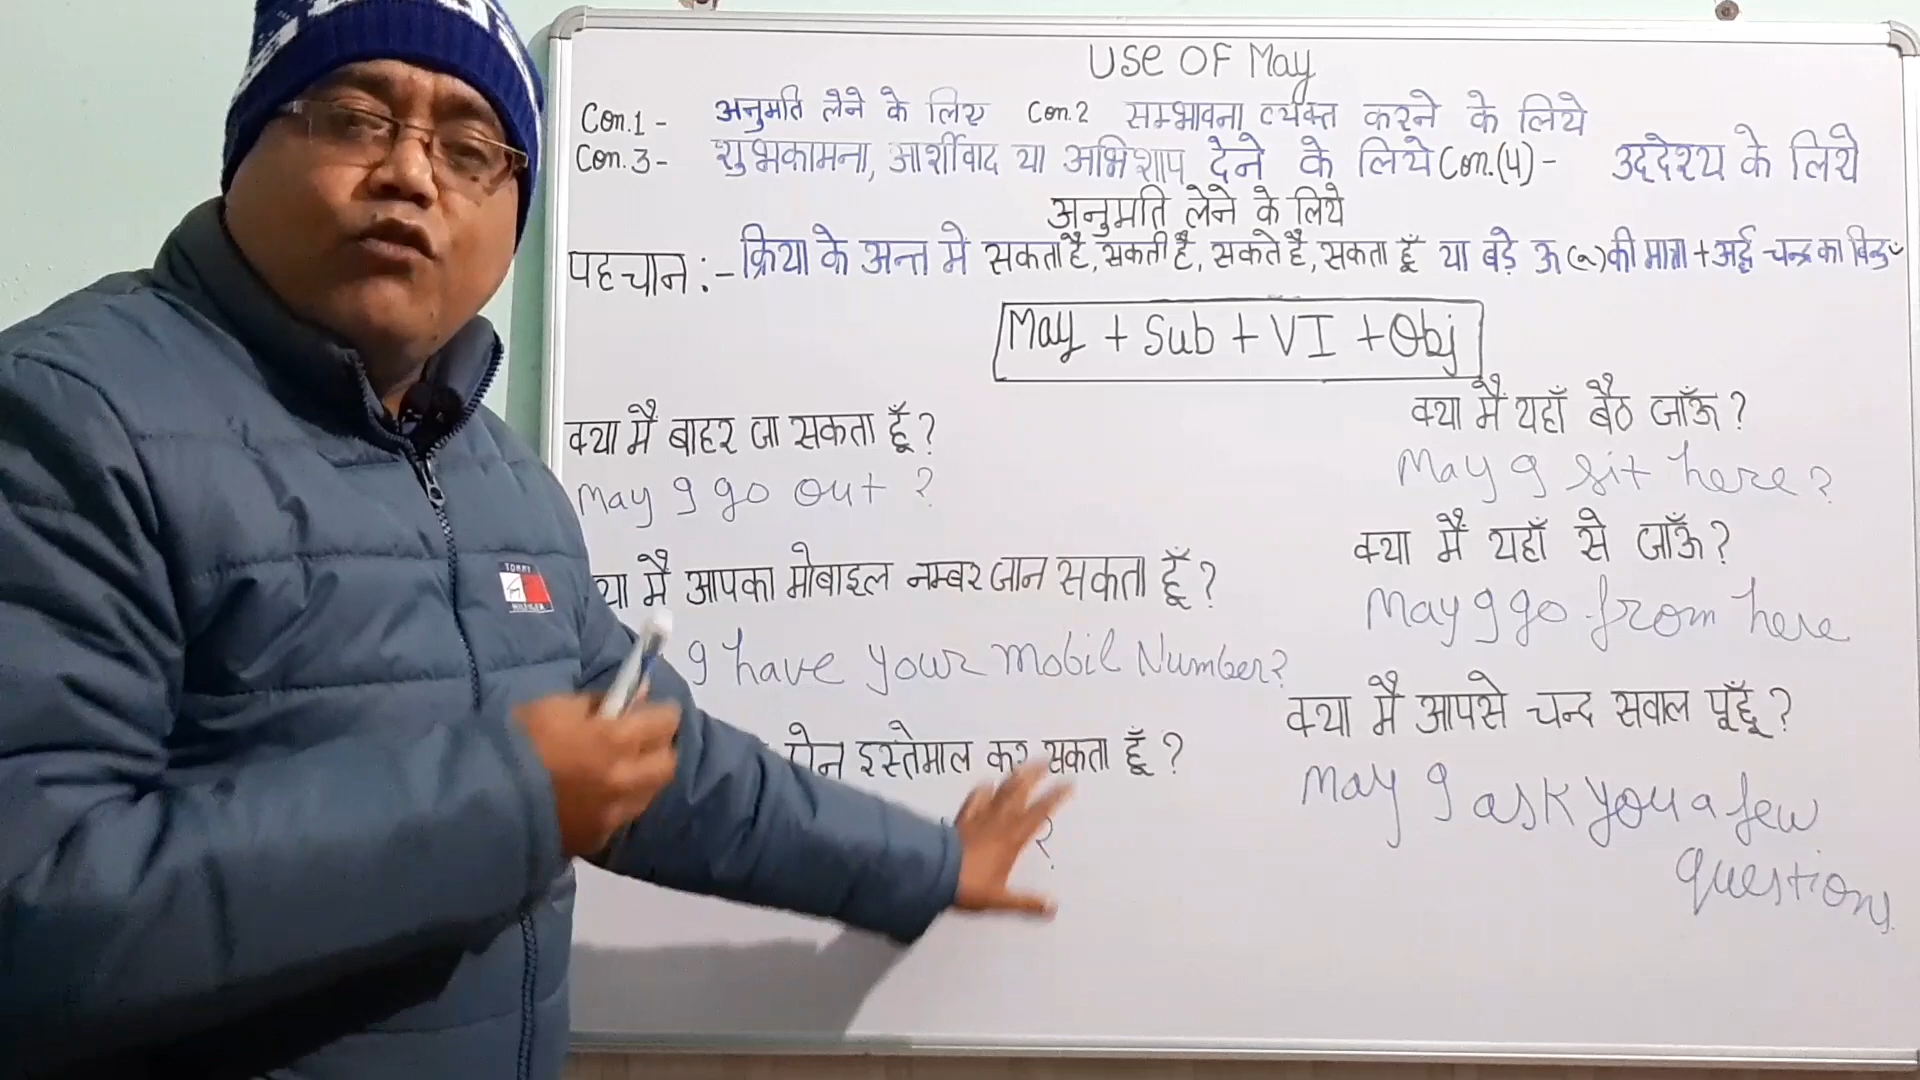 Use OF May
Con.1 - अनुमति लेने के लिए Con.2 सम्भावना व्यक्त करने के लिये
Con.3- शुभकामना, आर्शीवाद या अभिशाप देने के लिये Con.(4) - उद्देश्य के लिये
अनुमति लेने के लिये
पहचान :- क्रिया के अन्त मे सकता है, सकती है, सकते है, सकता हूँ या बड़े ऊ की मात्रा + अर्द्ध चन्द्र का बिन्दु
May + Sub + VI + Obj
क्या मै बाहर जा सकता हूँ ?
May I go out ?
या मै आपका मोबाइल नम्बर जान सकता हूँ ?
I have your mobil Number?
पेन इस्तेमाल कर सकता हूँ ?
?
क्या मै यहाँ बैठ जाऊँ ?
May I sit here ?
क्या मै यहाँ से जाऊँ ?
May I go from here
क्या मै आपसे चन्द सवाल पूछूँ ?
May I ask you a few
questions
TOMMY
HILFIGER